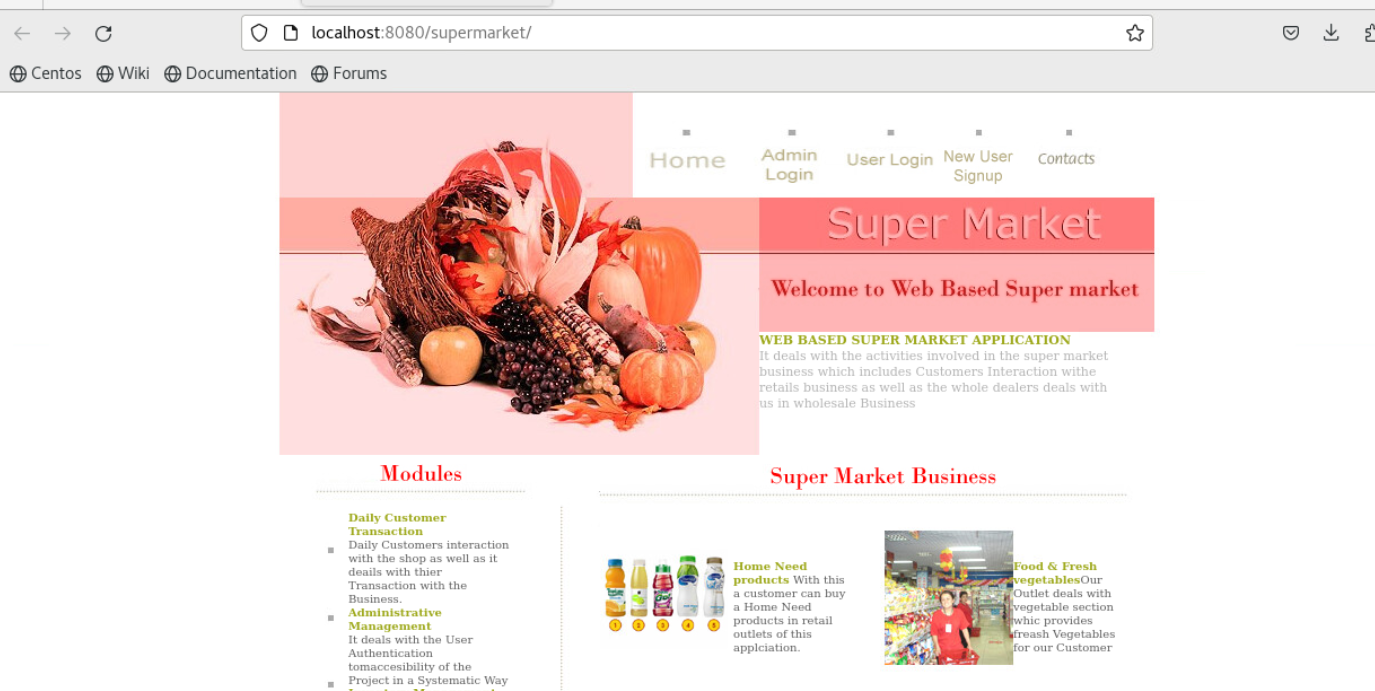 localhost:8080/supermarket/
Centos Wiki Documentation Forums
Home
Admin
Login
User Login
New User
Signup
Contacts
Super Market
Welcome to Web Based Super market
WEB BASED SUPER MARKET APPLICATION
It deals with the activities involved in the super market
business which includes Customers Interaction withe
retails business as well as the whole dealers deals with
us in wholesale Business
Modules
Daily Customer
Transaction
Daily Customers interaction
with the shop as well as it
deails with thier
Transaction with the
Business.
Administrative
Management
It deals with the User
Authentication
tomaccesibility of the
Project in a Systematic Way
Super Market Business
1 2 3 4 5
Home Need
products With this
a customer can buy
a Home Need
products in retail
outlets of this
applciation.
Food & Fresh
vegetablesOur
Outlet deals with
vegetable section
whic provides
freash Vegetables
for our Customer